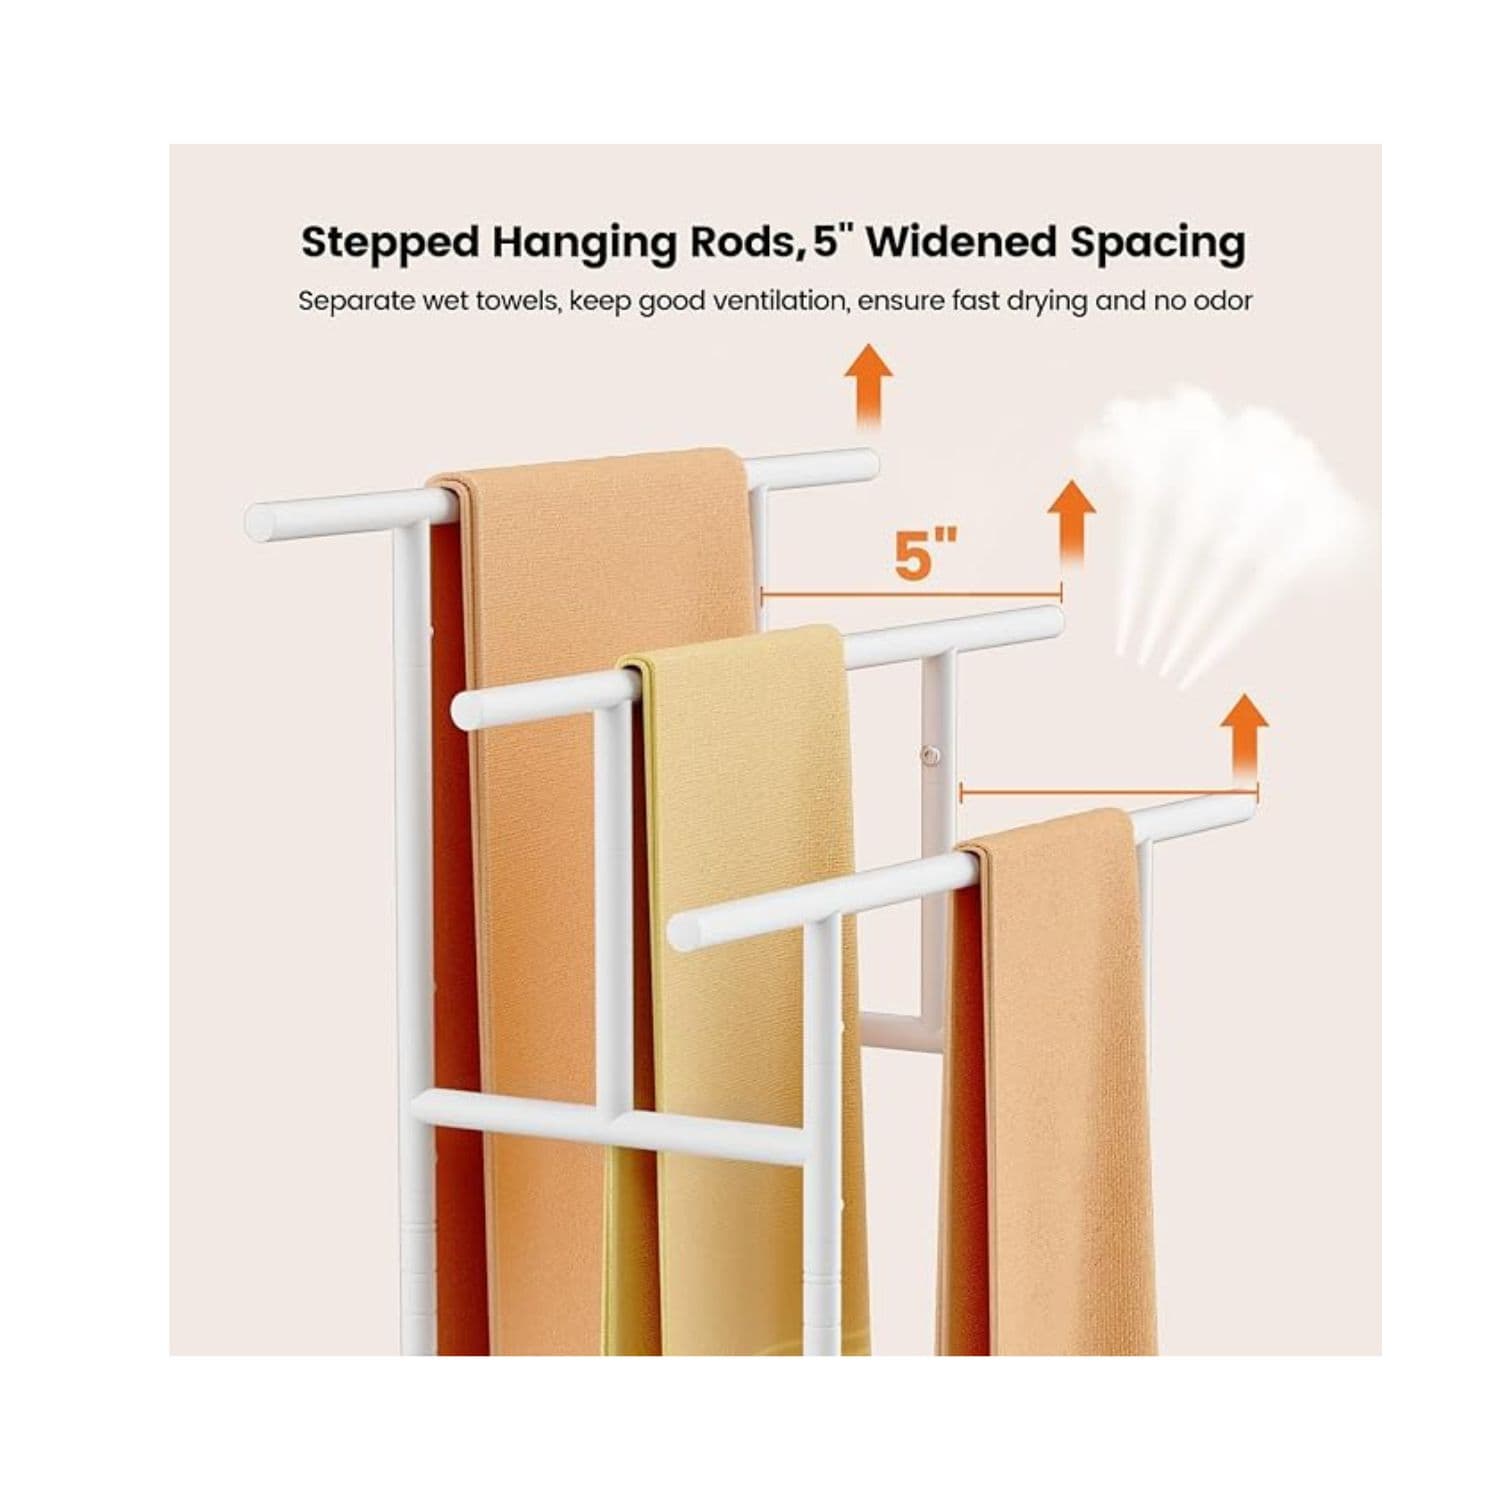 Stepped Hanging Rods, 5" Widened Spacing
Separate wet towels, keep good ventilation, ensure fast drying and no odor
5"